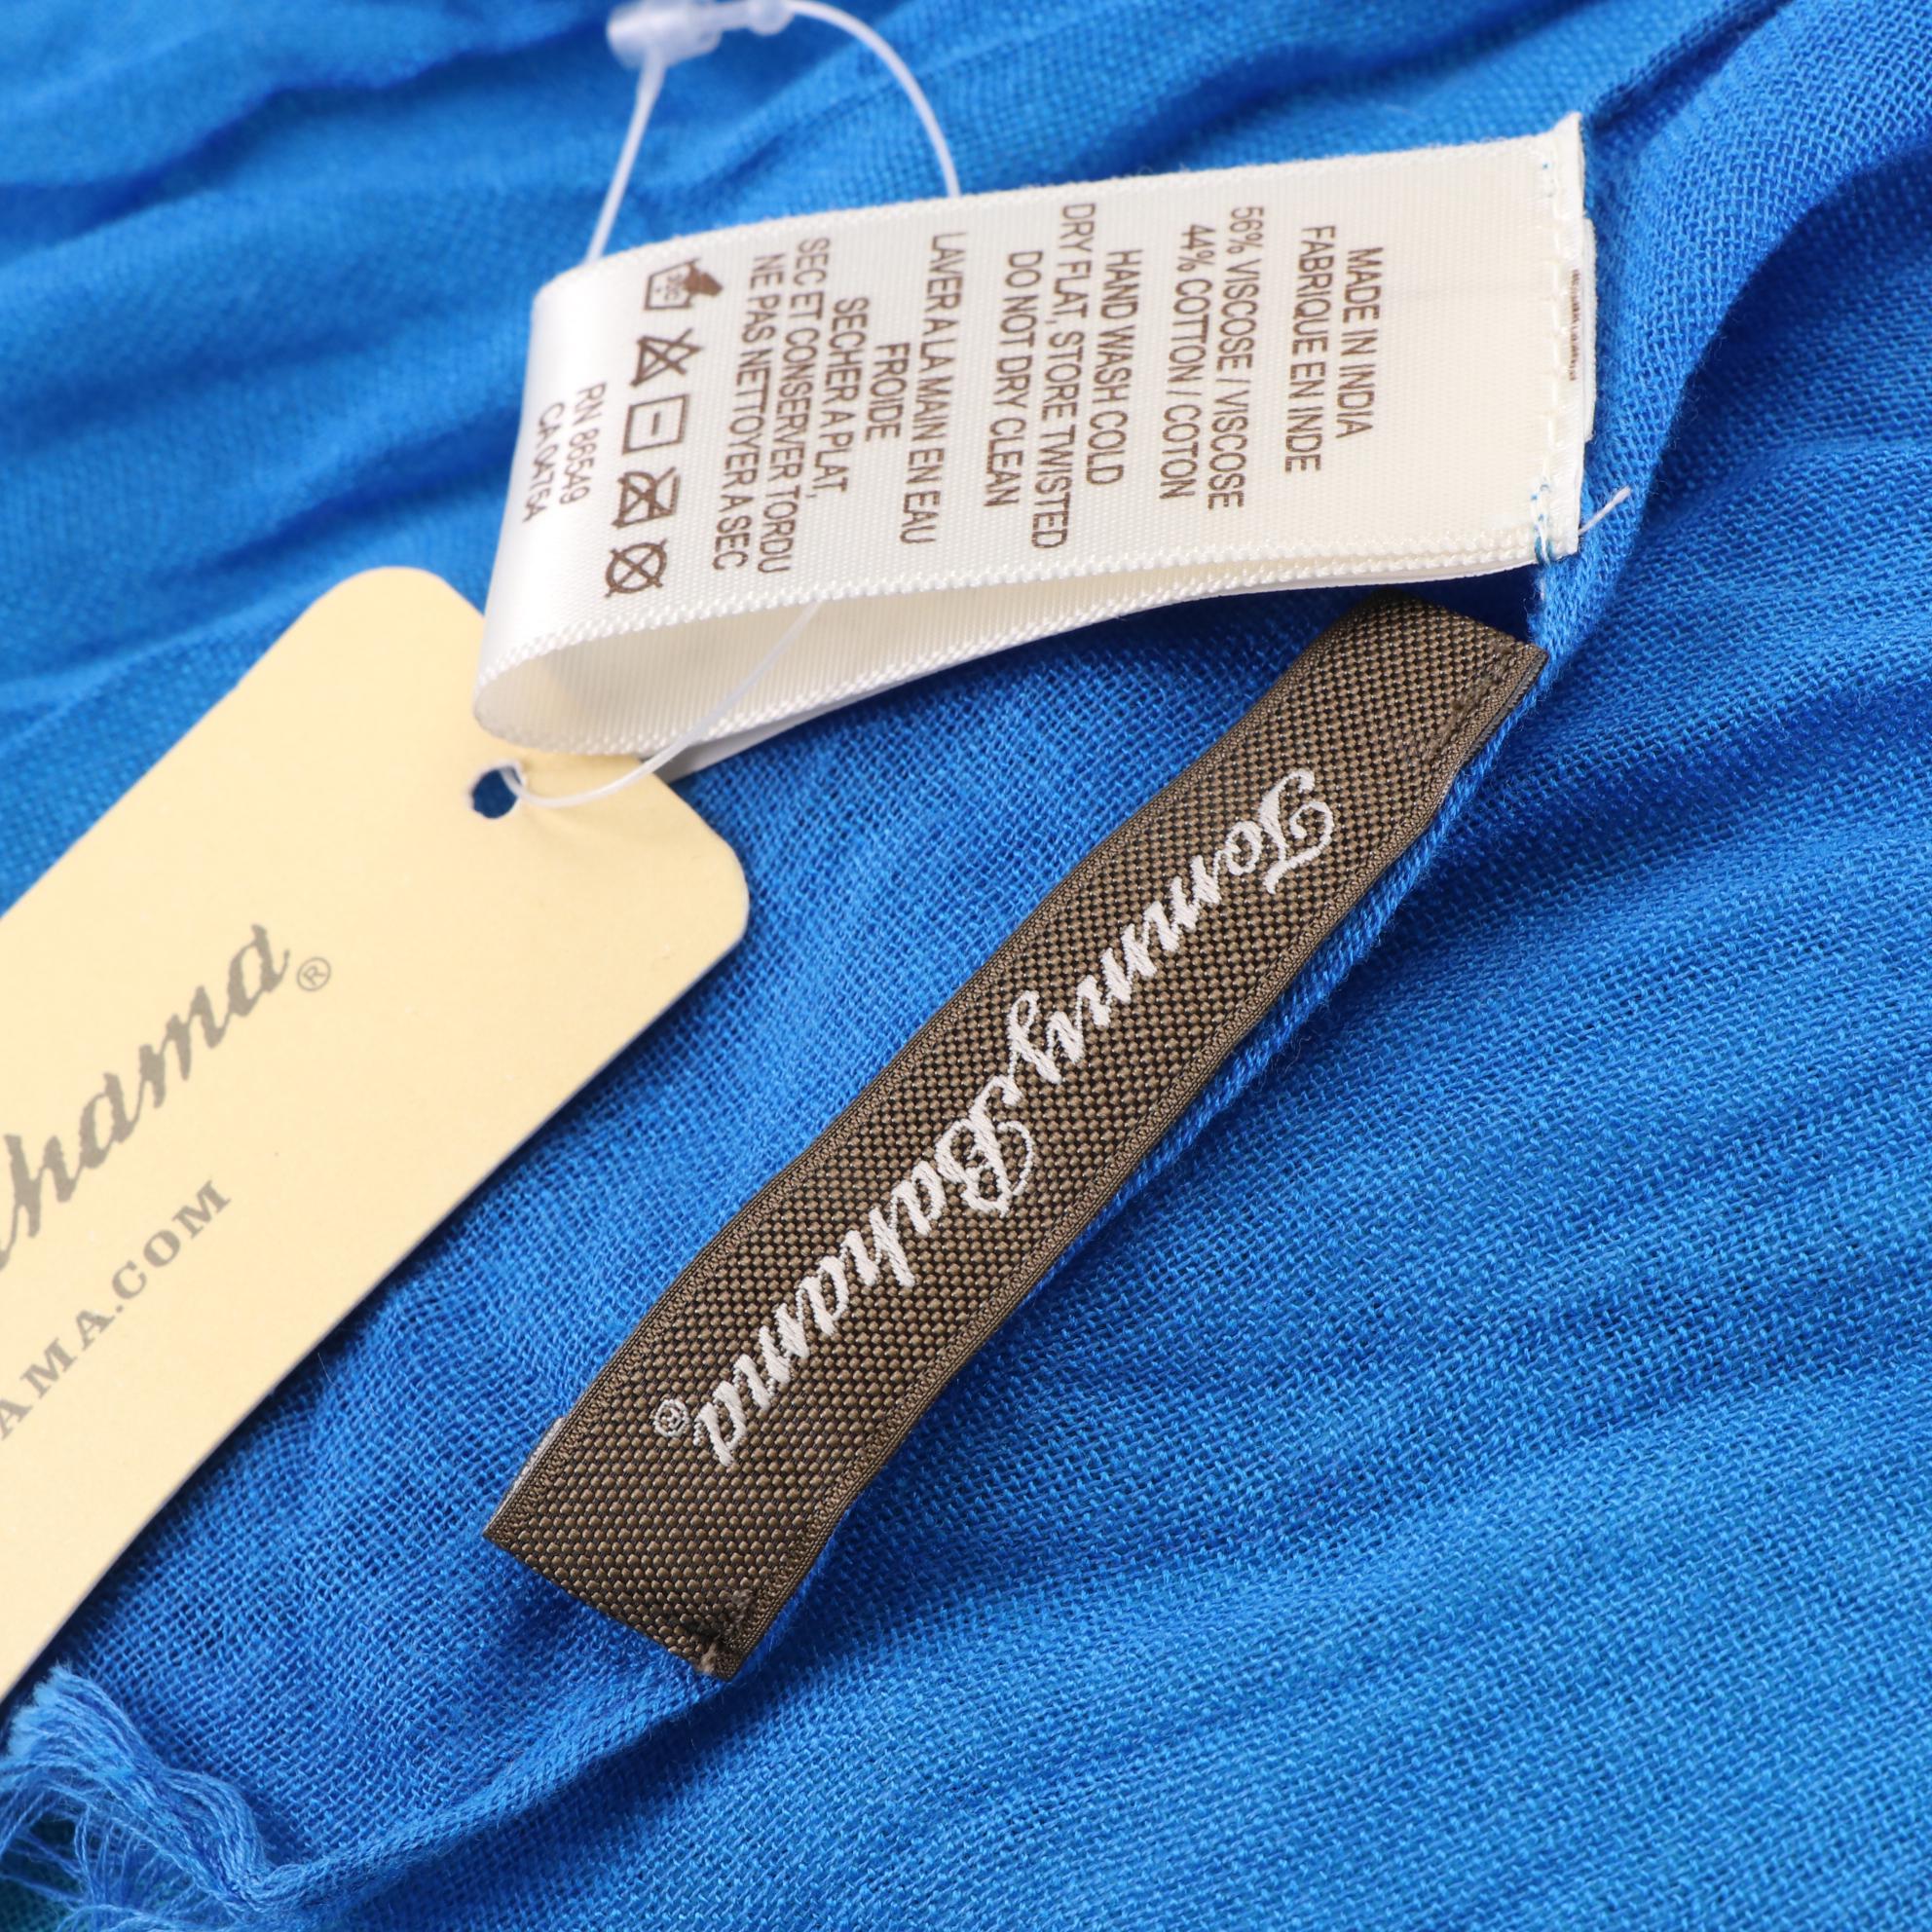 MADE IN INDIA
FABRIQUE EN INDE
56% VISCOSE / VISCOSE
44% COTTON / COTON
HAND WASH COLD
DRY FLAT, STORE TWISTED
DO NOT DRY CLEAN
LAVER A LA MAIN EN EAU
FROIDE
SECHER A PLAT,
SEC ET CONSERVER TORDU
NE PAS NETTOYER A SEC
RN 86549
CA 04754
Tommy Bahama®
hama®
AMA.COM